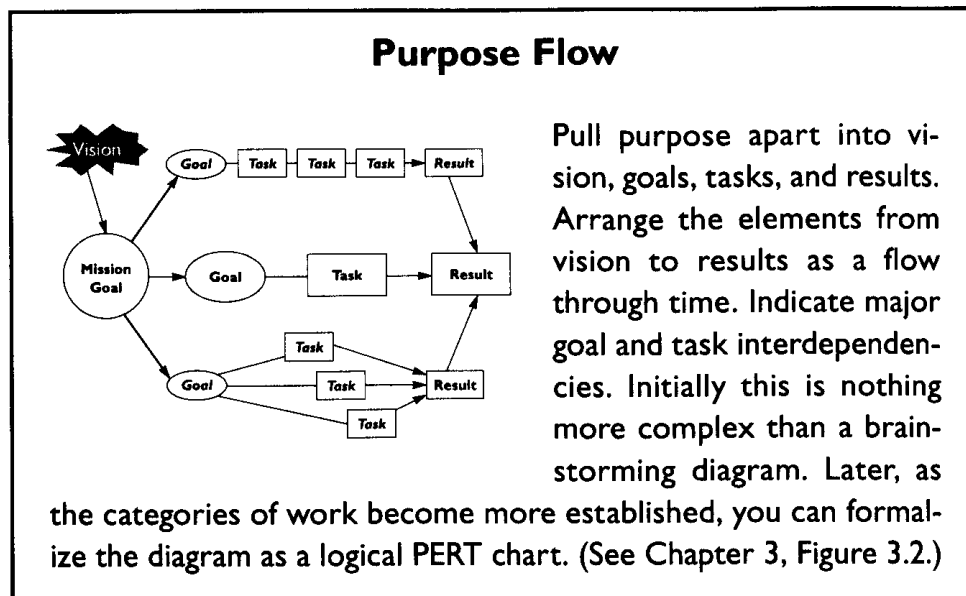 Purpose Flow
Vision
Goal Task Task Task Result
Mission
Goal
Goal Task Result
Task
Goal Task Result
Task
Pull purpose apart into vi-
sion, goals, tasks, and results.
Arrange the elements from
vision to results as a flow
through time. Indicate major
goal and task interdependen-
cies. Initially this is nothing
more complex than a brain-
storming diagram. Later, as
the categories of work become more established, you can formal-
ize the diagram as a logical PERT chart. (See Chapter 3, Figure 3.2.)